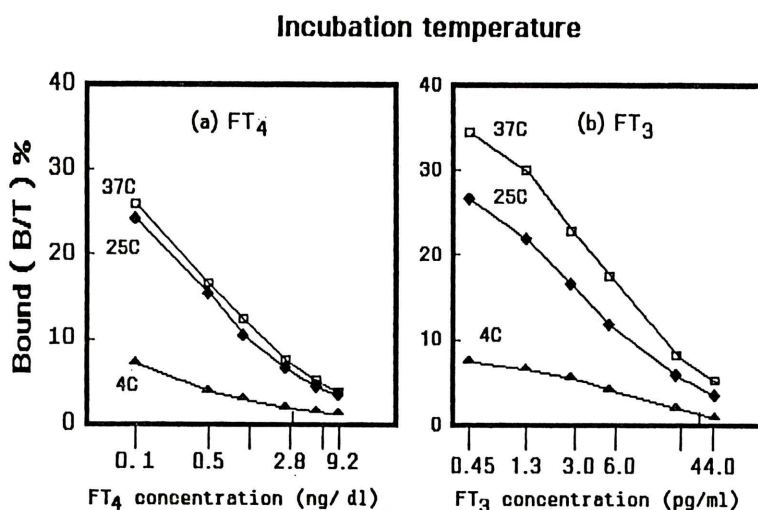 Incubation temperature
Bound ( B/T ) %
40
30
20
10
0
(a) FT4
37C
25C
4C
0.1 0.5 2.8 9.2
FT4 concentration (ng/ dl)
40
30
20
10
0
(b) FT3
37C
25C
4C
0.45 1.3 3.0 6.0 44.0
FT3 concentration (pg/ml)